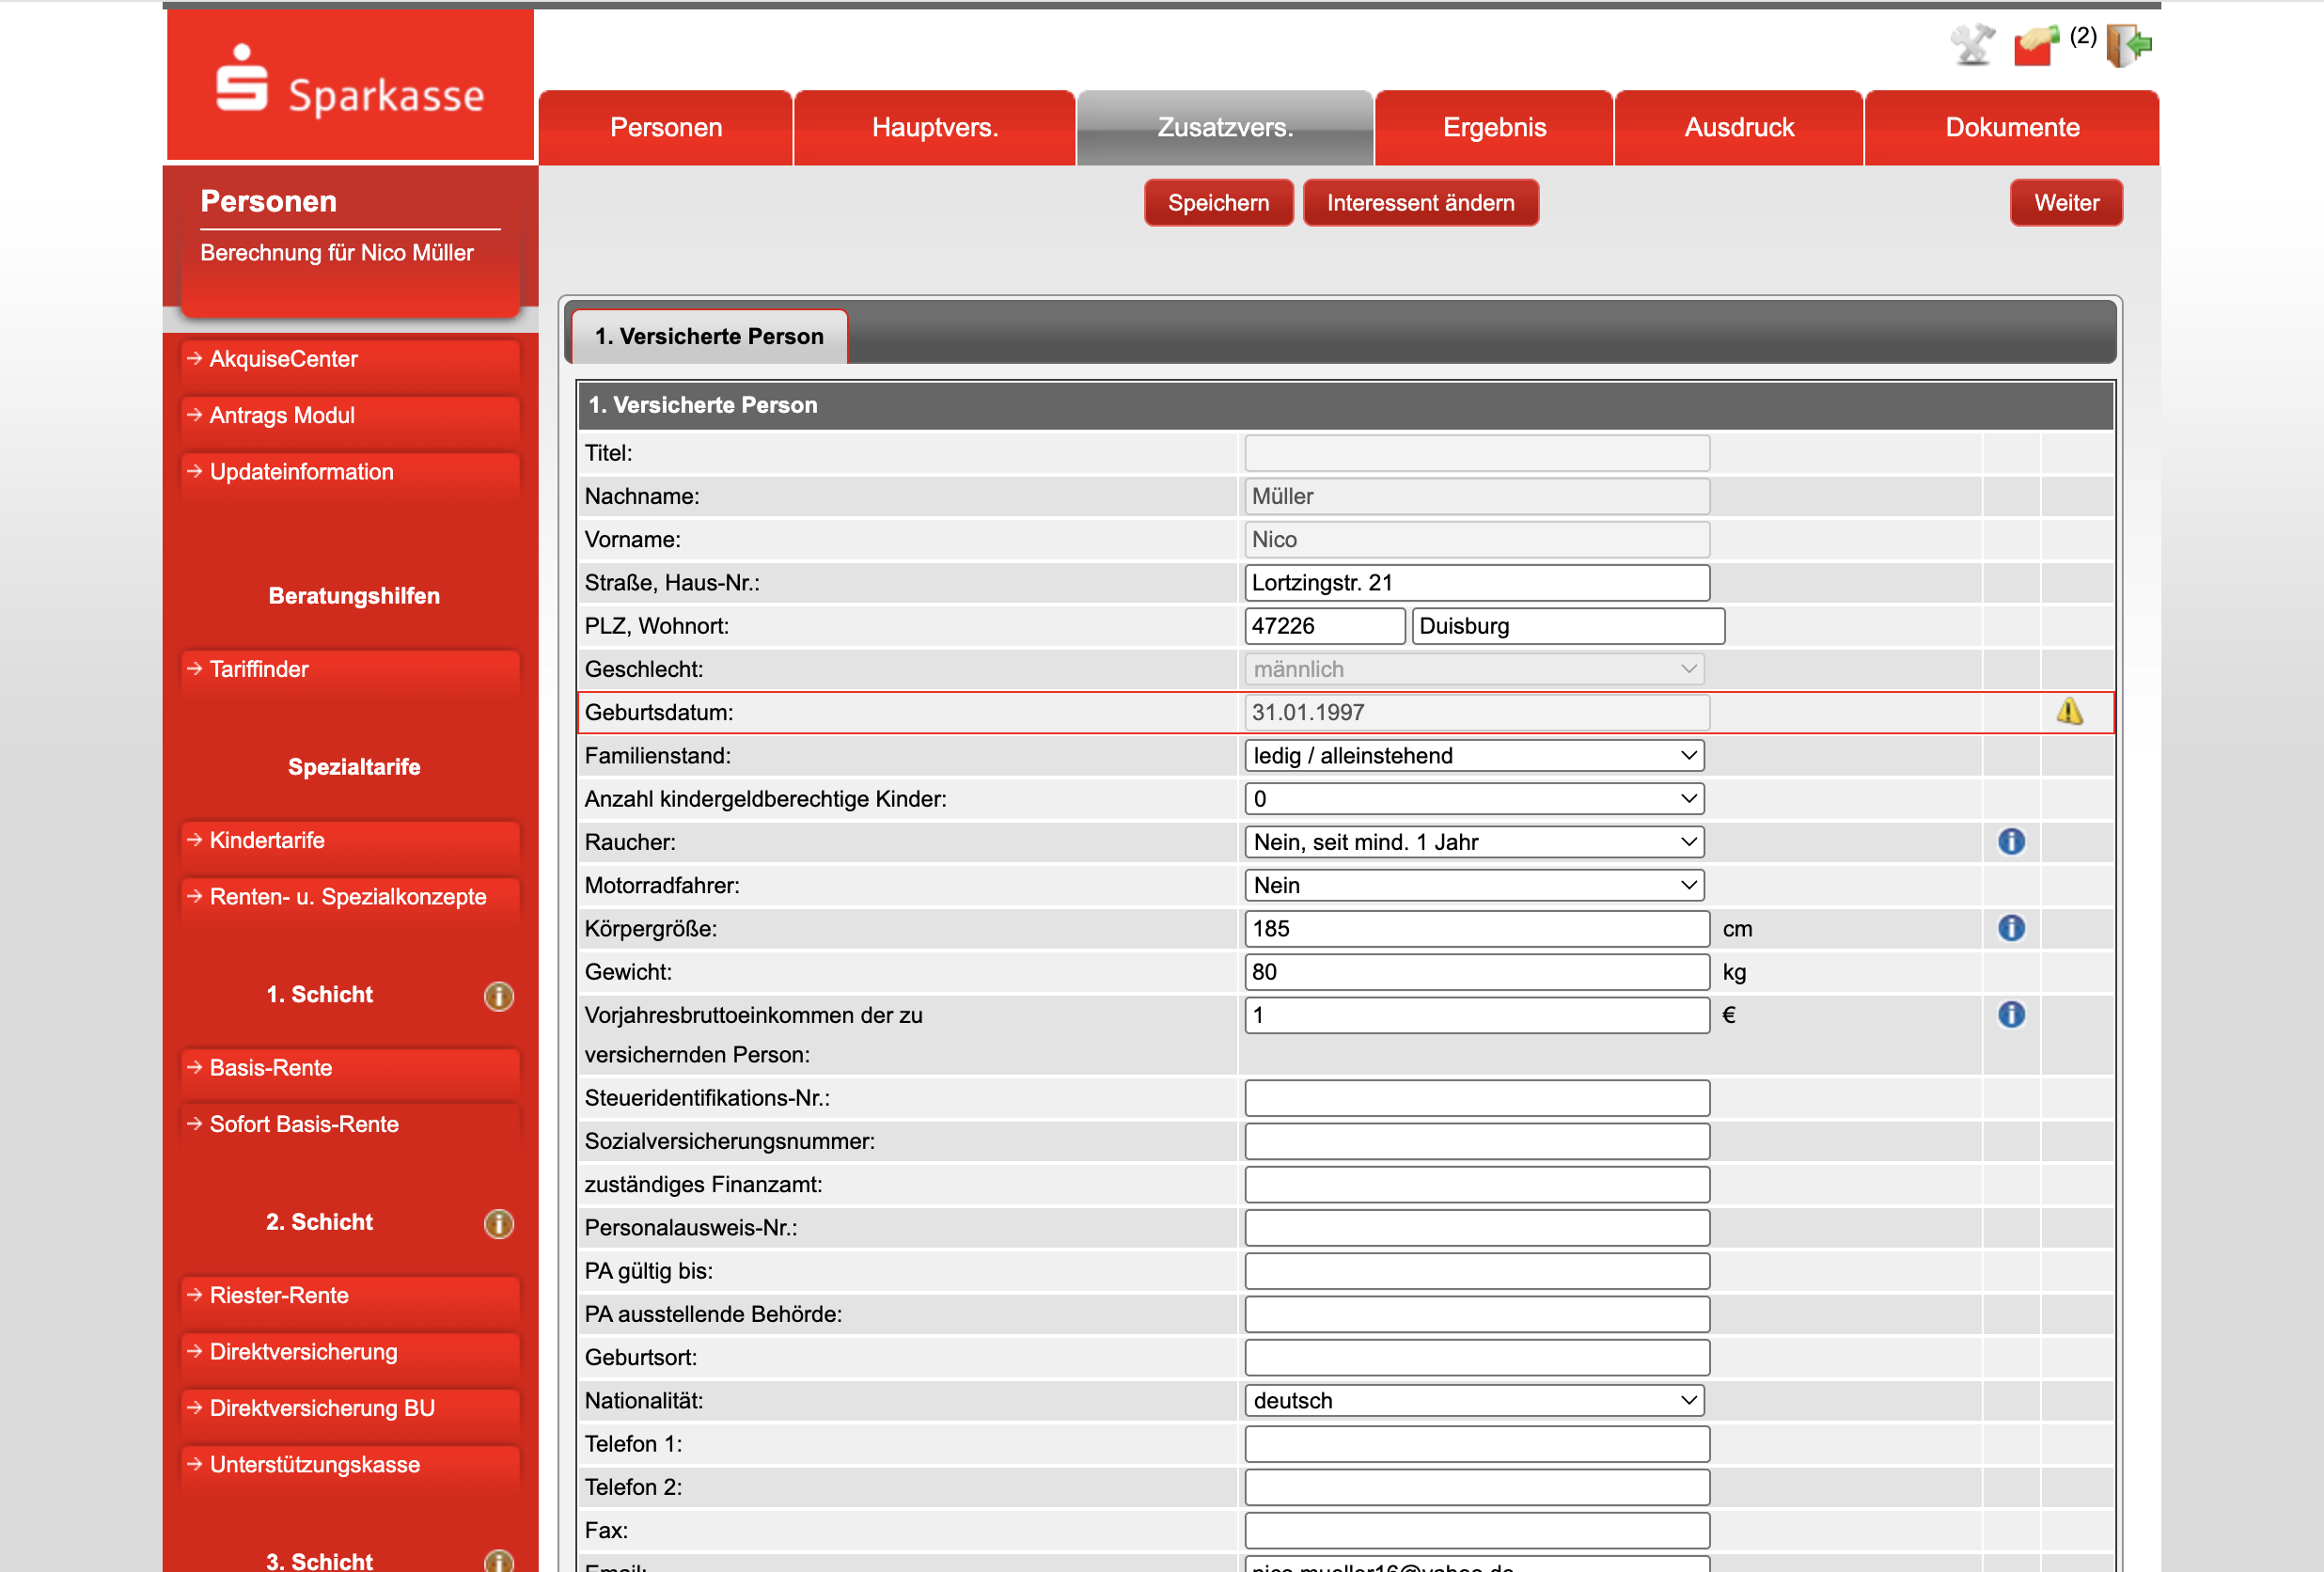 Sparkasse
(2)
Personen
Hauptvers.
Zusatzvers.
Ergebnis
Ausdruck
Dokumente
Personen
Berechnung für Nico Müller
Speichern
Interessent ändern
Weiter
AkquiseCenter
Antrags Modul
Updateinformation
Beratungshilfen
Tariffinder
Spezialtarife
Kindertarife
Renten- u. Spezialkonzepte
1. Schicht
Basis-Rente
Sofort Basis-Rente
2. Schicht
Riester-Rente
Direktversicherung
Direktversicherung BU
Unterstützungskasse
3. Schicht
1. Versicherte Person
1. Versicherte Person
Titel:
Nachname: Müller
Vorname: Nico
Straße, Haus-Nr.: Lortzingstr. 21
PLZ, Wohnort: 47226 Duisburg
Geschlecht: männlich
Geburtsdatum: 31.01.1997
Familienstand: ledig / alleinstehend
Anzahl kindergeldberechtige Kinder: 0
Raucher: Nein, seit mind. 1 Jahr
Motorradfahrer: Nein
Körpergröße: 185 cm
Gewicht: 80 kg
Vorjahresbruttoeinkommen der zu 1 €
versichernden Person:
Steueridentifikations-Nr.:
Sozialversicherungsnummer:
zuständiges Finanzamt:
Personalausweis-Nr.:
PA gültig bis:
PA ausstellende Behörde:
Geburtsort:
Nationalität: deutsch
Telefon 1:
Telefon 2:
Fax:
Email: nico.mueller16@yahoo.de